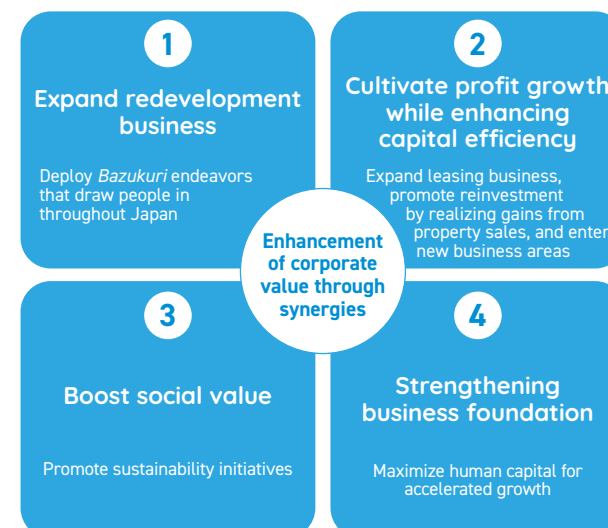 1
Expand redevelopment
business
Deploy Bazukuri endeavors
that draw people in
throughout Japan
2
Cultivate profit growth
while enhancing
capital efficiency
Expand leasing business,
promote reinvestment
by realizing gains from
property sales, and enter
new business areas
Enhancement
of corporate
value through
synergies
3
Boost social value
Promote sustainability initiatives
4
Strengthening
business foundation
Maximize human capital for
accelerated growth